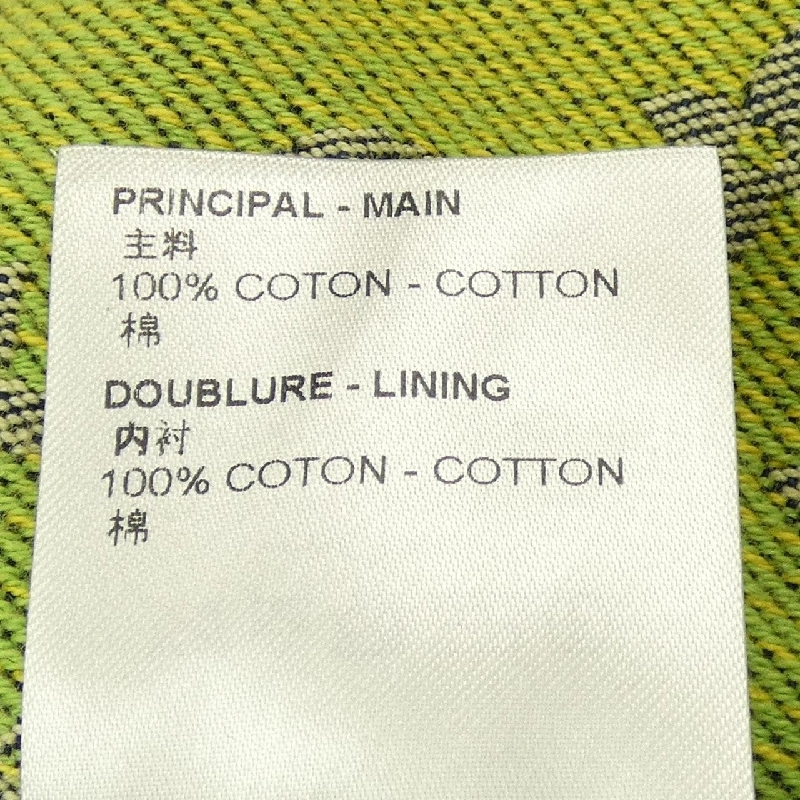 PRINCIPAL - MAIN
主料
100% COTON - COTTON
棉
DOUBLURE - LINING
内衬
100% COTON - COTTON
棉